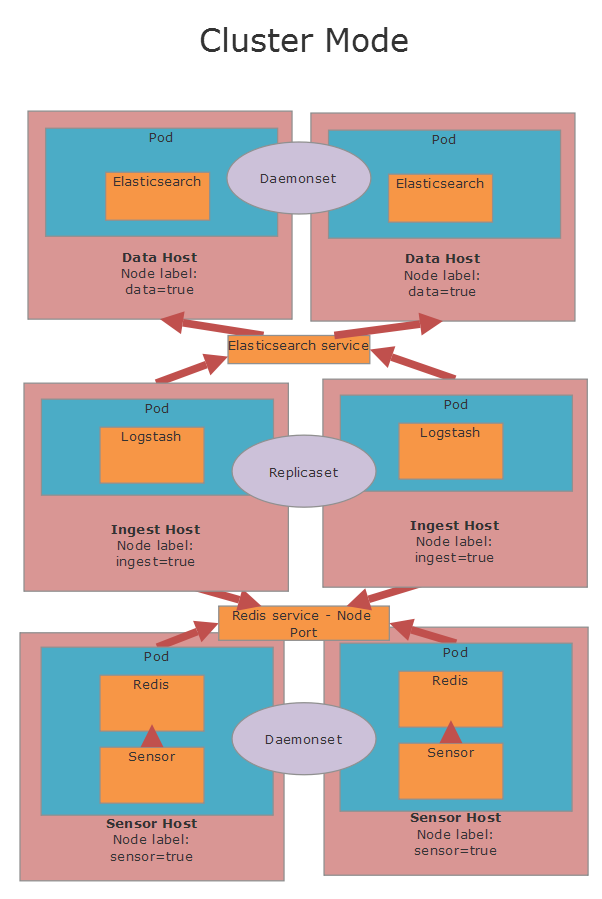 Cluster Mode
Pod
Elasticsearch
Data Host
Node label:
data=true
Daemonset
Pod
Elasticsearch
Data Host
Node label:
data=true
Elasticsearch service
Pod
Logstash
Ingest Host
Node label:
ingest=true
Replicaset
Pod
Logstash
Ingest Host
Node label:
ingest=true
Redis service - Node
Port
Pod
Redis
Sensor
Sensor Host
Node label:
sensor=true
Daemonset
Pod
Redis
Sensor
Sensor Host
Node label:
sensor=true